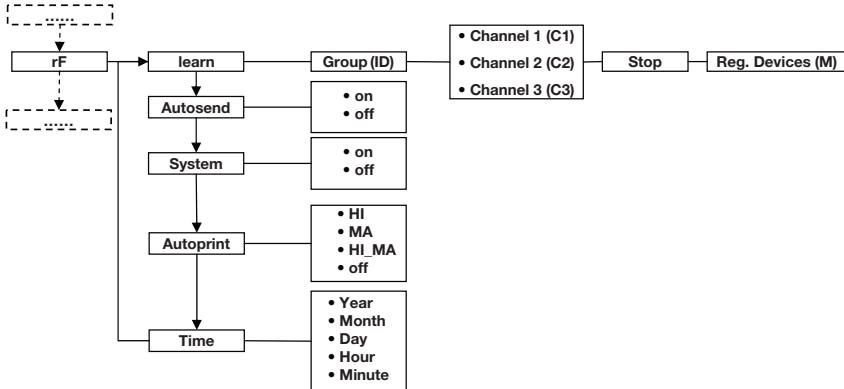 ......
rF
......
learn
Group (ID)
• Channel 1 (C1)
• Channel 2 (C2)
• Channel 3 (C3)
Stop
Reg. Devices (M)
Autosend
• on
• off
System
• on
• off
Autoprint
• HI
• MA
• HI_MA
• off
Time
• Year
• Month
• Day
• Hour
• Minute